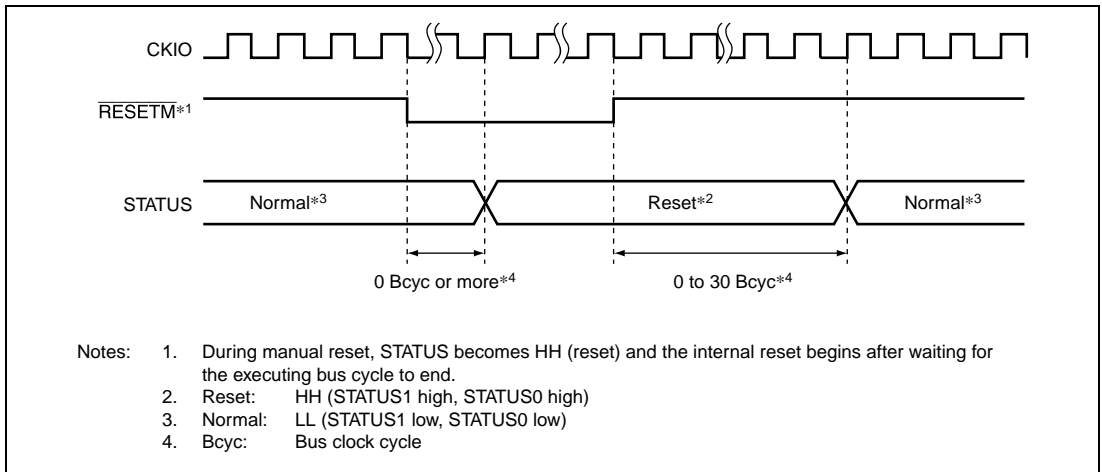 CKIO
RESETM*1
STATUS
Normal*3
Reset*2
Normal*3
0 Bcyc or more*4
0 to 30 Bcyc*4
Notes: 1. During manual reset, STATUS becomes HH (reset) and the internal reset begins after waiting for
the executing bus cycle to end.
2. Reset: HH (STATUS1 high, STATUS0 high)
3. Normal: LL (STATUS1 low, STATUS0 low)
4. Bcyc: Bus clock cycle